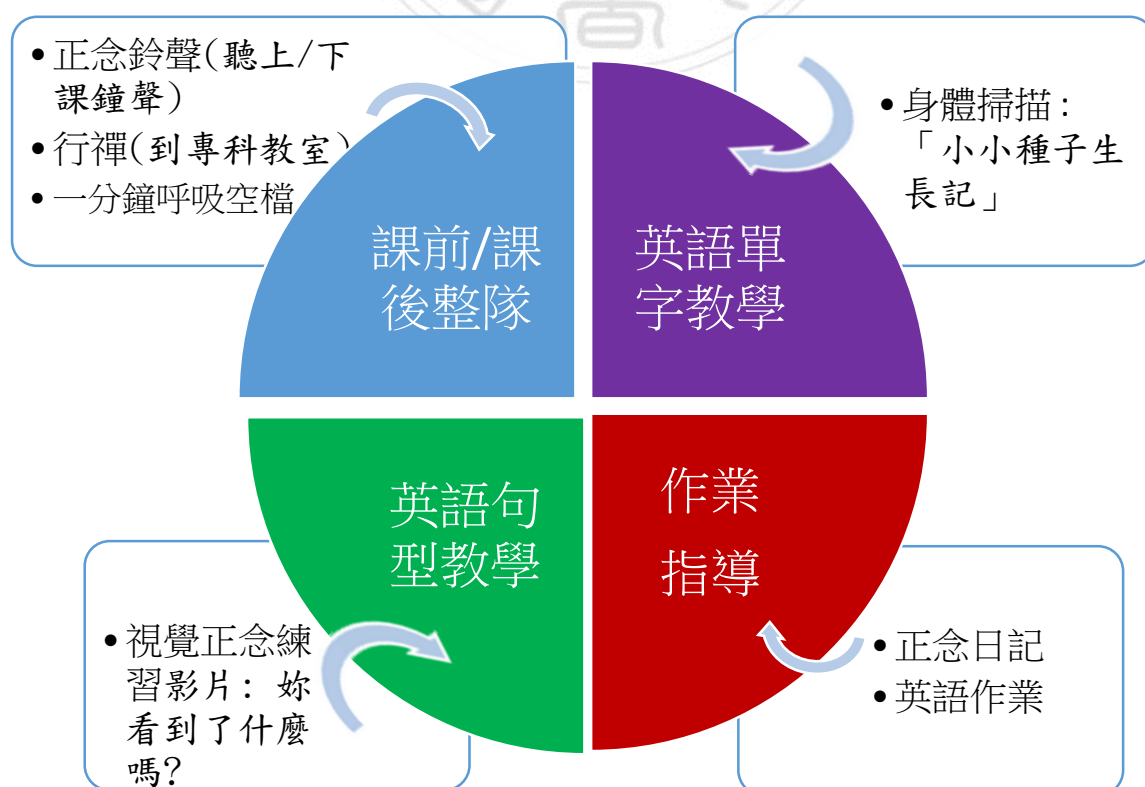 • 正念鈴聲(聽上/下
課鐘聲)
• 行禪(到專科教室)
• 一分鐘呼吸空檔
課前/課
後整隊
• 身體掃描:
「小小種子生
長記」
英語單
字教學
• 視覺正念練
習影片: 妳
看到了什麼
嗎?
英語句
型教學
作業
指導
• 正念日記
• 英語作業